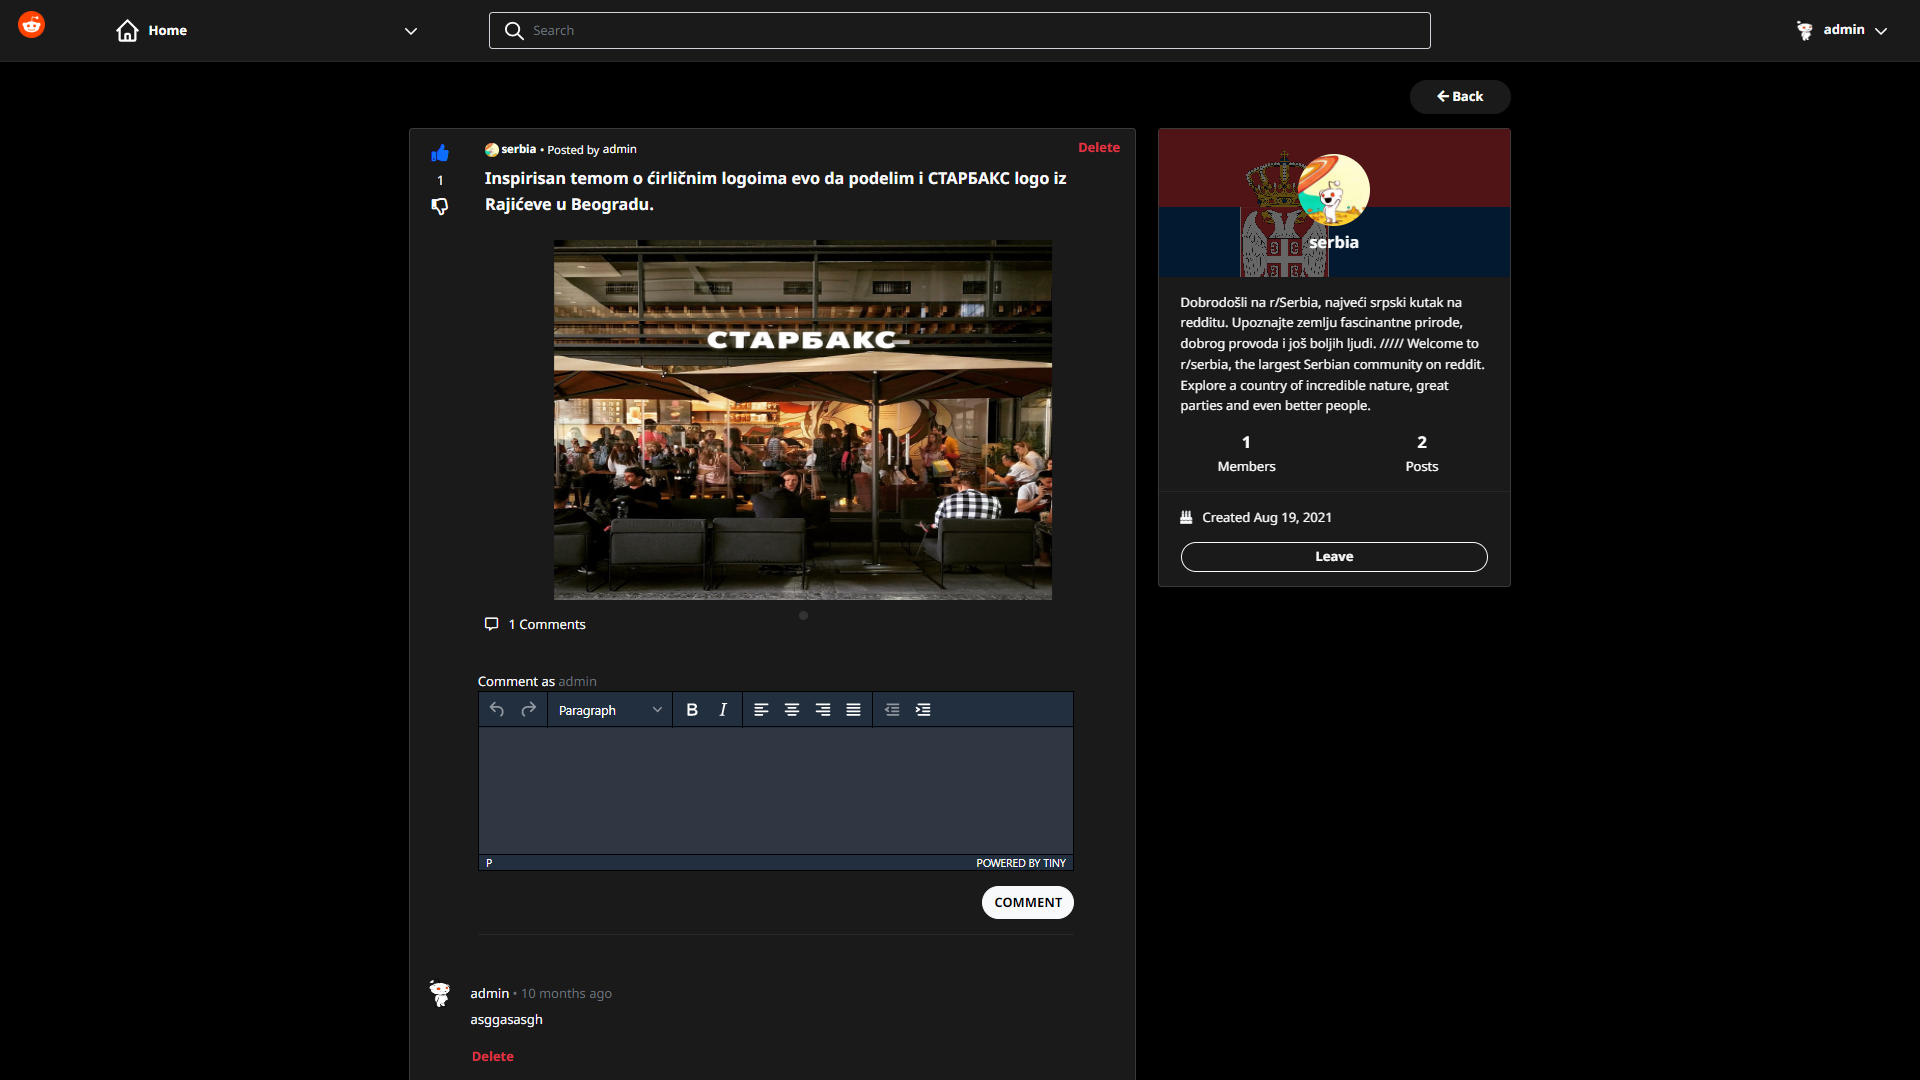 Home
Search
admin
Back
serbia • Posted by admin
Delete
1
Inspirisan temom o ćirličnim logoima evo da podelim i СТАРБАКС logo iz
Rajićeve u Beogradu.
СТАРБАКС
1 Comments
Comment as admin
Paragraph
B I
P
POWERED BY TINY
COMMENT
admin • 10 months ago
asggasasgh
Delete
serbia
Dobrodošli na r/Serbia, najveći srpski kutak na
redditu. Upoznajte zemlju fascinantne prirode,
dobrog provoda i još boljih ljudi. ///// Welcome to
r/serbia, the largest Serbian community on reddit.
Explore a country of incredible nature, great
parties and even better people.
1
Members
2
Posts
Created Aug 19, 2021
Leave